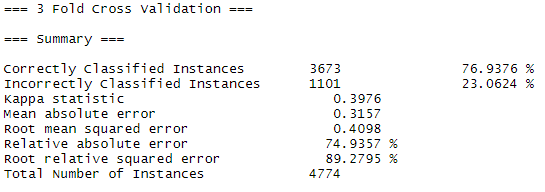 === 3 Fold Cross Validation ===
=== Summary ===
Correctly Classified Instances 3673 76.9376 %
Incorrectly Classified Instances 1101 23.0624 %
Kappa statistic 0.3976
Mean absolute error 0.3157
Root mean squared error 0.4098
Relative absolute error 74.9357 %
Root relative squared error 89.2795 %
Total Number of Instances 4774